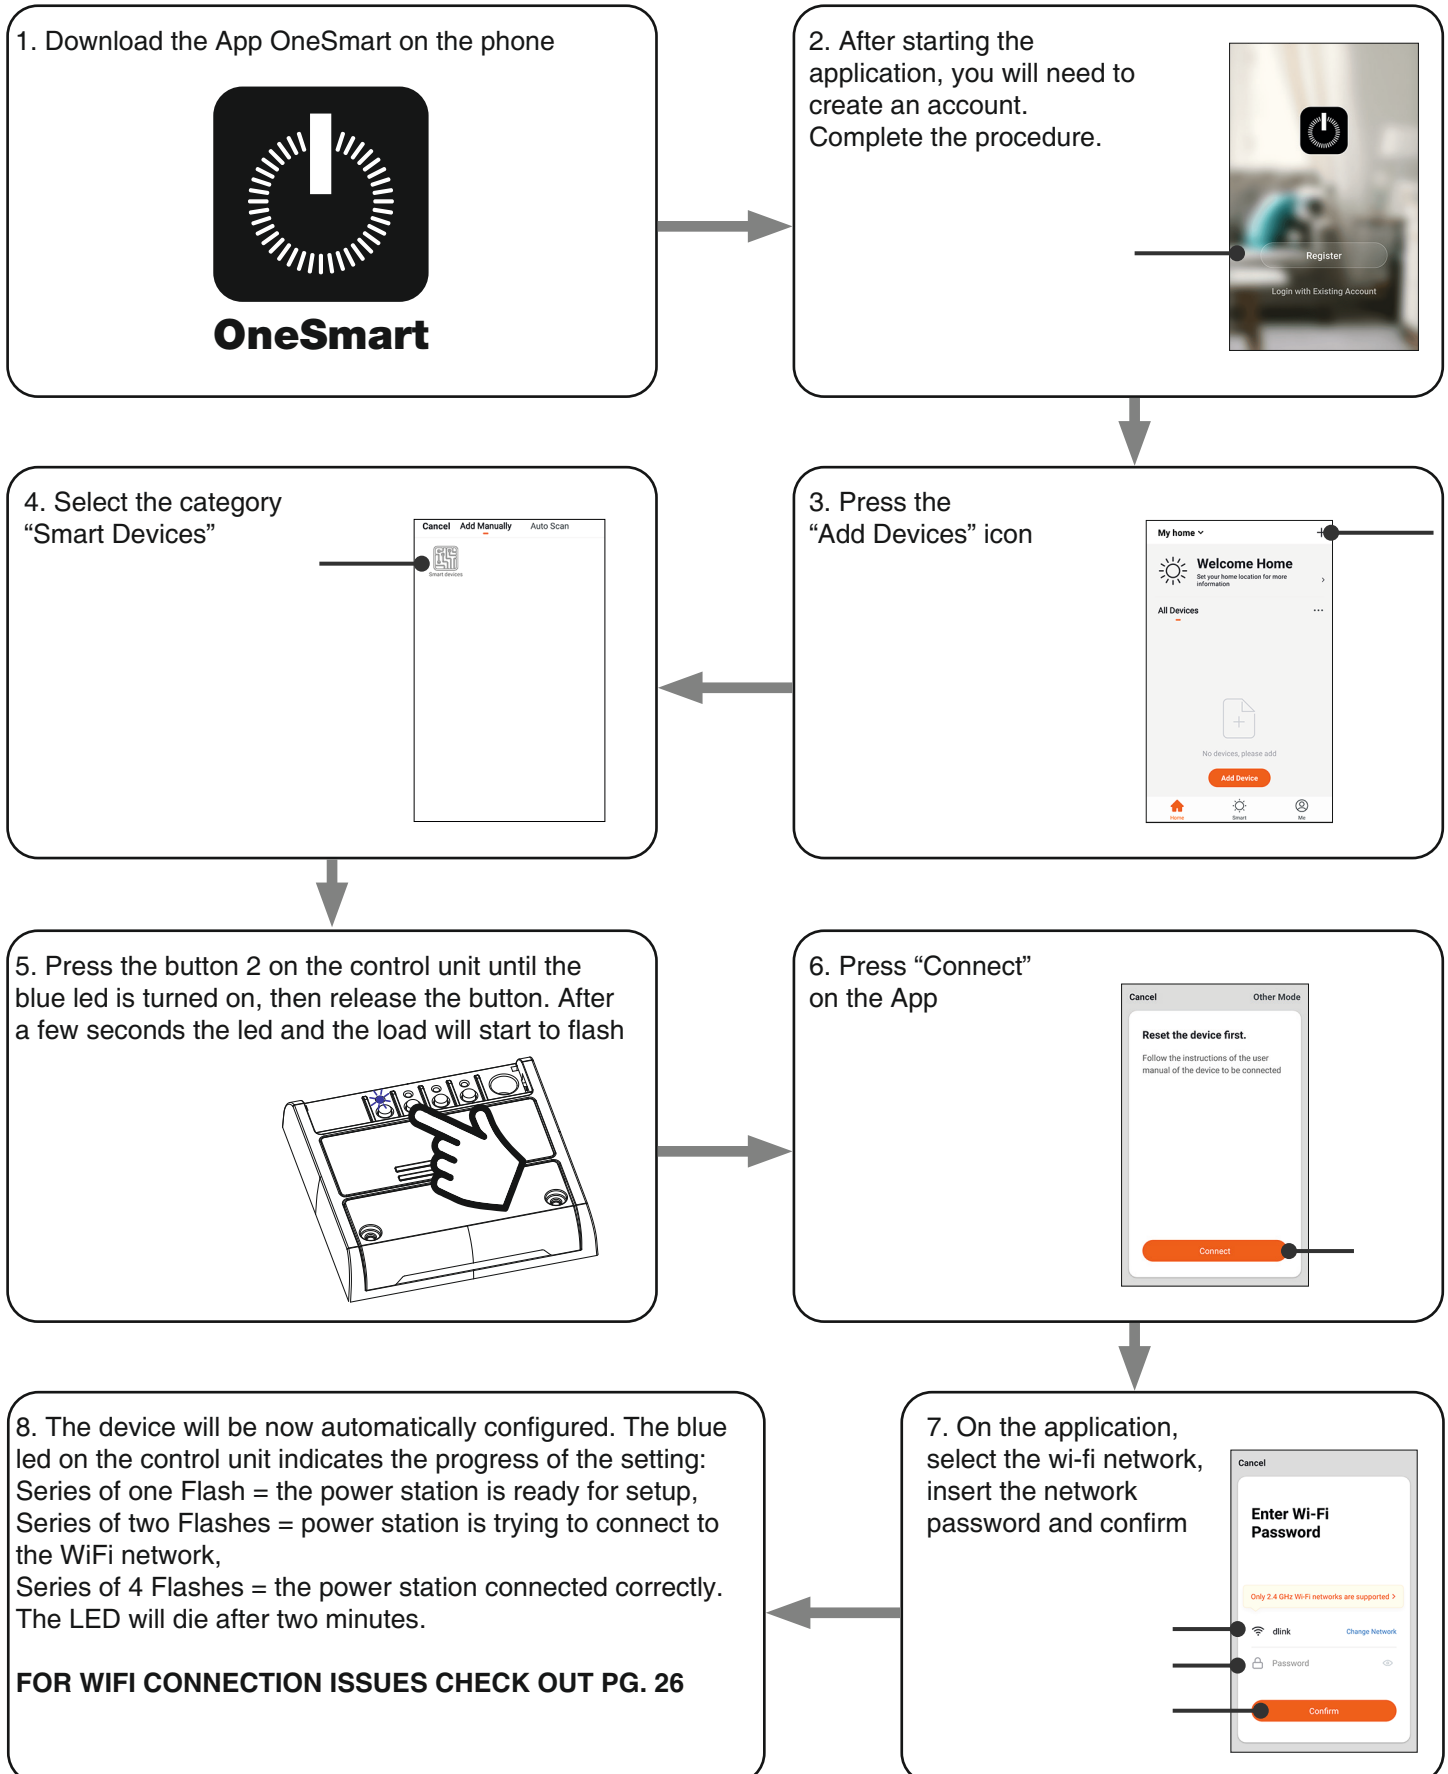 1. Download the App OneSmart on the phone
OneSmart
2. After starting the
application, you will need to
create an account.
Complete the procedure.
Register
Login with Existing Account
3. Press the
“Add Devices” icon
My home
Welcome Home
Set your home location for more
information
All Devices
No devices, please add
Add Device
Home
Smart
Me
4. Select the category
“Smart Devices”
Cancel Add Manually Auto Scan
Smart devices
5. Press the button 2 on the control unit until the
blue led is turned on, then release the button. After
a few seconds the led and the load will start to flash
6. Press “Connect”
on the App
Cancel Other Mode
Reset the device first.
Follow the instructions of the user
manual of the device to be connected
Connect
7. On the application,
select the wi-fi network,
insert the network
password and confirm
Cancel
Enter Wi-Fi
Password
Only 2.4 GHz Wi-Fi networks are supported >
dlink Change Network
Password
Confirm
8. The device will be now automatically configured. The blue
led on the control unit indicates the progress of the setting:
Series of one Flash = the power station is ready for setup,
Series of two Flashes = power station is trying to connect to
the WiFi network,
Series of 4 Flashes = the power station connected correctly.
The LED will die after two minutes.
FOR WIFI CONNECTION ISSUES CHECK OUT PG. 26